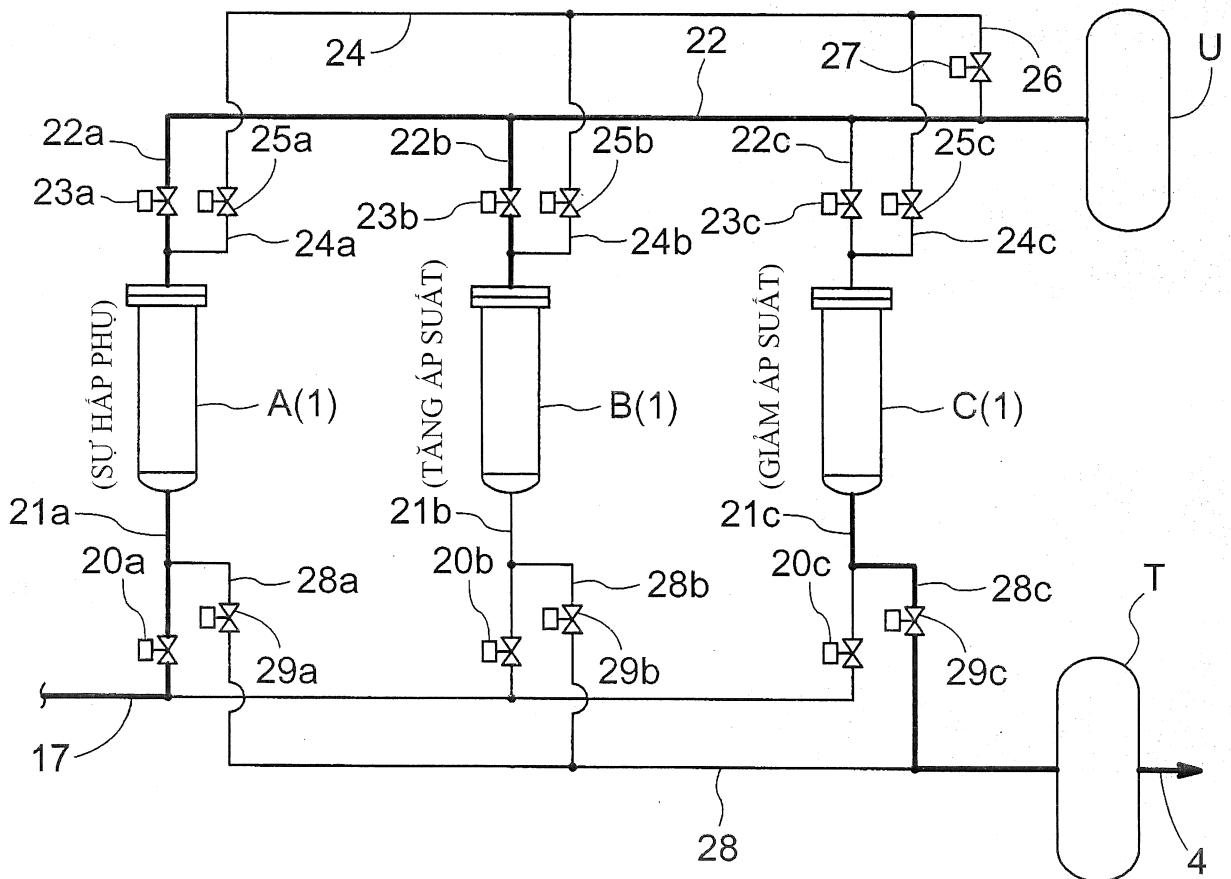 24
22
27
26
U
22a
25a
22b
25b
22c
25c
23a
23b
23c
24a
24b
24c
(SỰ HẤP PHỤ)
(TĂNG ÁP SUẤT)
(GIẢM ÁP SUẤT)
A(1)
B(1)
C(1)
21a
21b
21c
20a
20b
20c
28a
28b
28c
T
29a
29b
29c
17
28
4